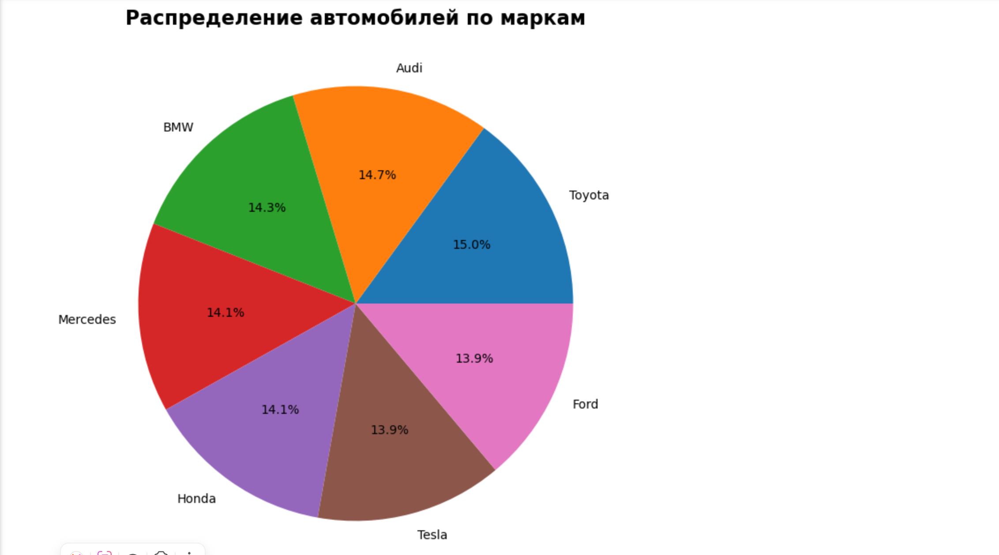 Распределение автомобилей по маркам
Audi
BMW
14.7%
Toyota
14.3%
15.0%
Mercedes
14.1%
13.9%
Ford
14.1%
13.9%
Honda
Tesla